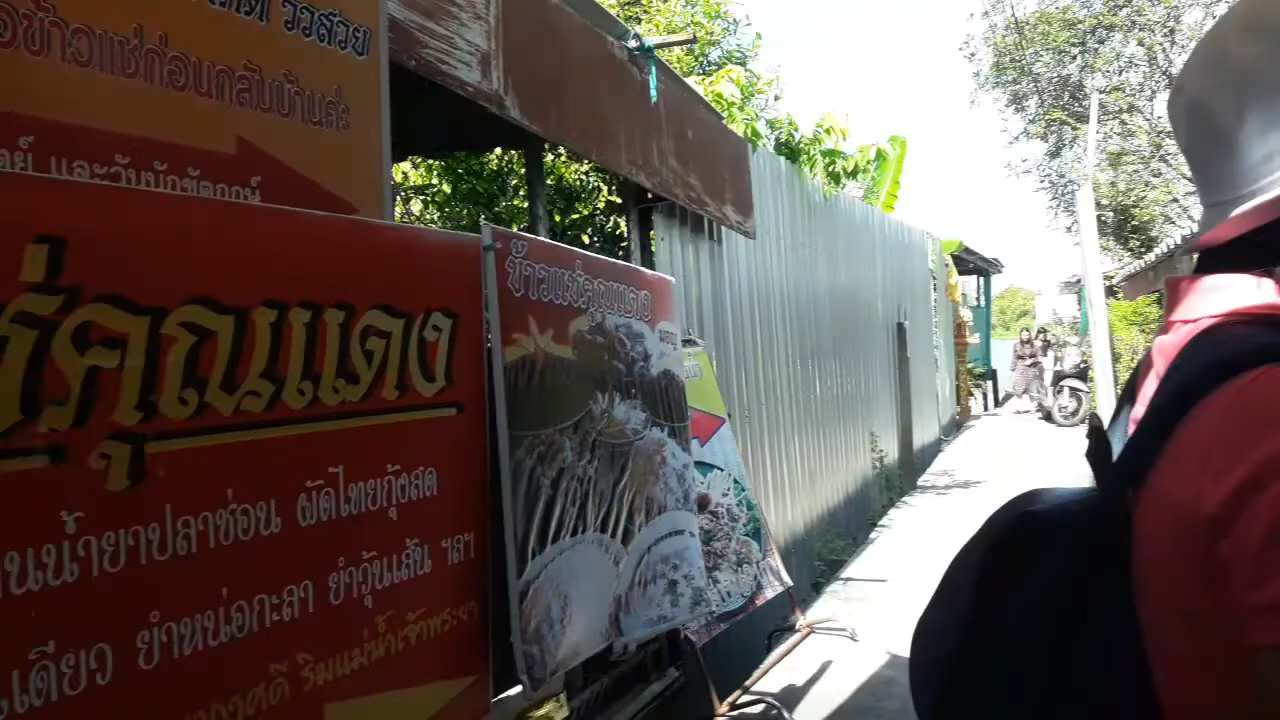 วิวสวย
ข้าวแช่ก่อนกลับบ้านค่ะ
และวันนักขัตฤกษ์
คุณแดง
น้ำยาปลาช่อน ผัดไทยกุ้งสด
ยำหน่อกะลา ยำวุ้นเส้น ฯลฯ
ริมแม่น้ำเจ้าพระยา
ข้าวแช่คุณแดง
มอญ